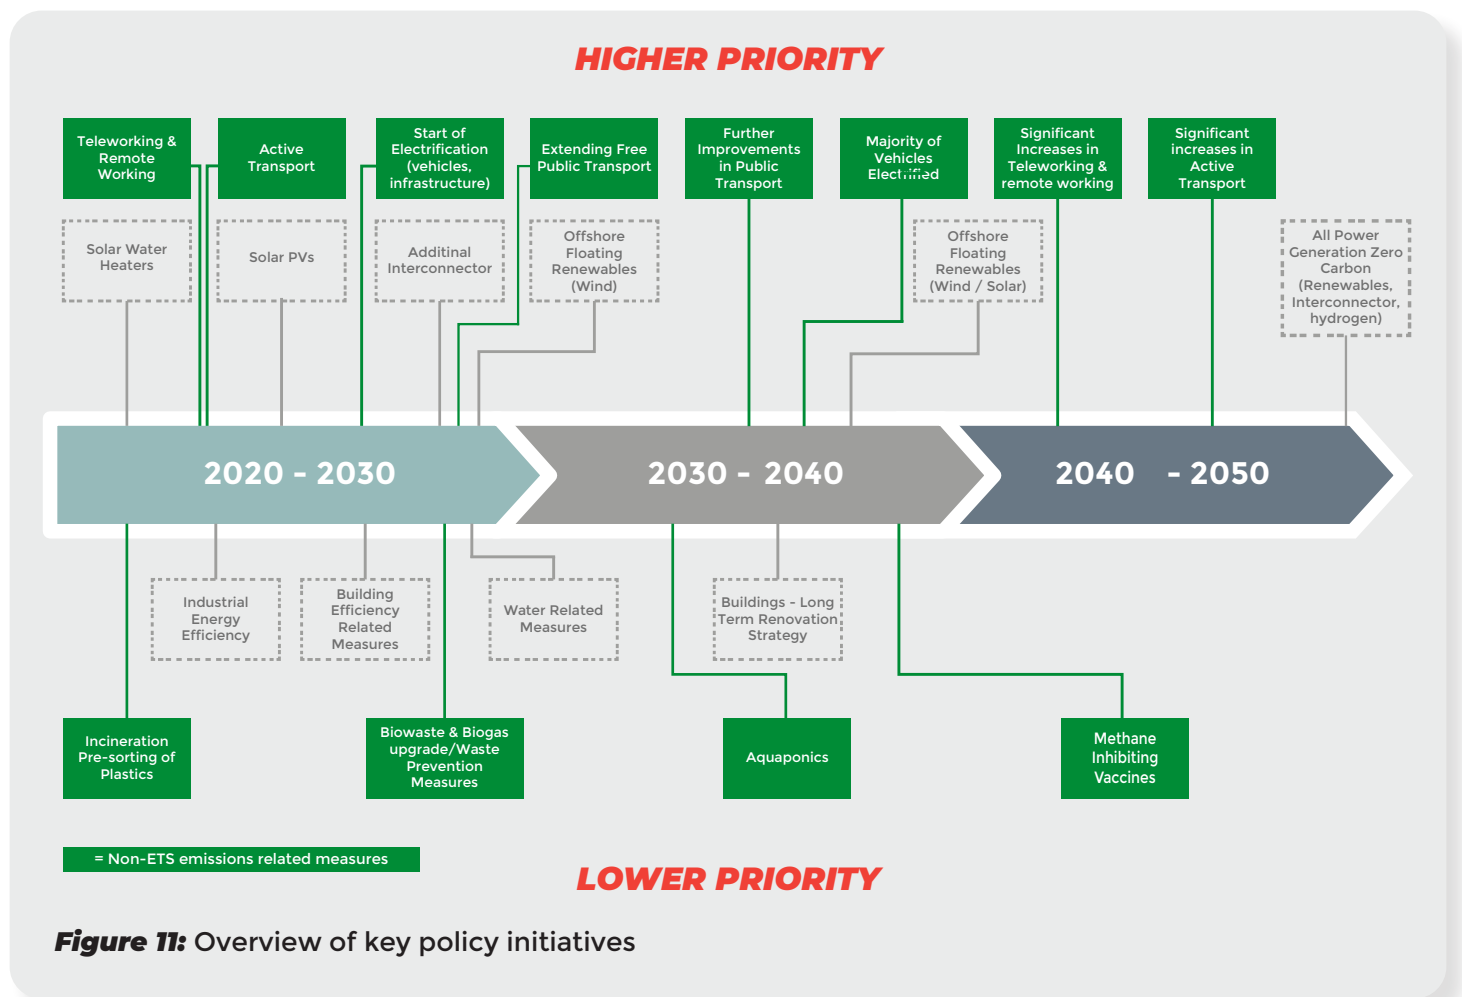 HIGHER PRIORITY
Teleworking &
Remote
Working
Active
Transport
Start of
Electrification
(vehicles,
infrastructure)
Extending Free
Public Transport
Further
Improvements
in Public
Transport
Majority of
Vehicles
Electrified
Significant
Increases in
Teleworking &
remote working
Significant
increases in
Active
Transport
Solar Water
Heaters
Solar PVs
Additinal
Interconnector
Offshore
Floating
Renewables
(Wind)
Offshore
Floating
Renewables
(Wind / Solar)
All Power
Generation Zero
Carbon
(Renewables,
Interconnector,
hydrogen)
2020 - 2030
2030 - 2040
2040 - 2050
Industrial
Energy
Efficiency
Building
Efficiency
Related
Measures
Water Related
Measures
Buildings - Long
Term Renovation
Strategy
Incineration
Pre-sorting of
Plastics
Biowaste & Biogas
upgrade/Waste
Prevention
Measures
Aquaponics
Methane
Inhibiting
Vaccines
= Non-ETS emissions related measures
LOWER PRIORITY
Figure 11: Overview of key policy initiatives